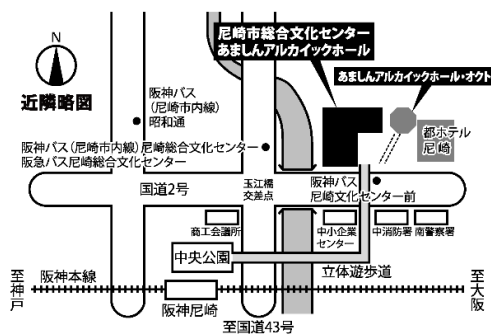 尼崎市総合文化センター
あましんアルカイックホール
N
近隣略図
あましんアルカイックホール・オクト
阪神バス
(尼崎市内線)
昭和通
都ホテル
尼崎
阪神バス(尼崎市内線)尼崎総合文化センター
阪急バス尼崎総合文化センター
国道2号
玉江橋
交差点
阪神バス
尼崎文化センター前
商工会議所
中小企業
センター
中消防署
南警察署
中央公園
立体遊歩道
至神戸
阪神本線
至大阪
阪神尼崎
至国道43号